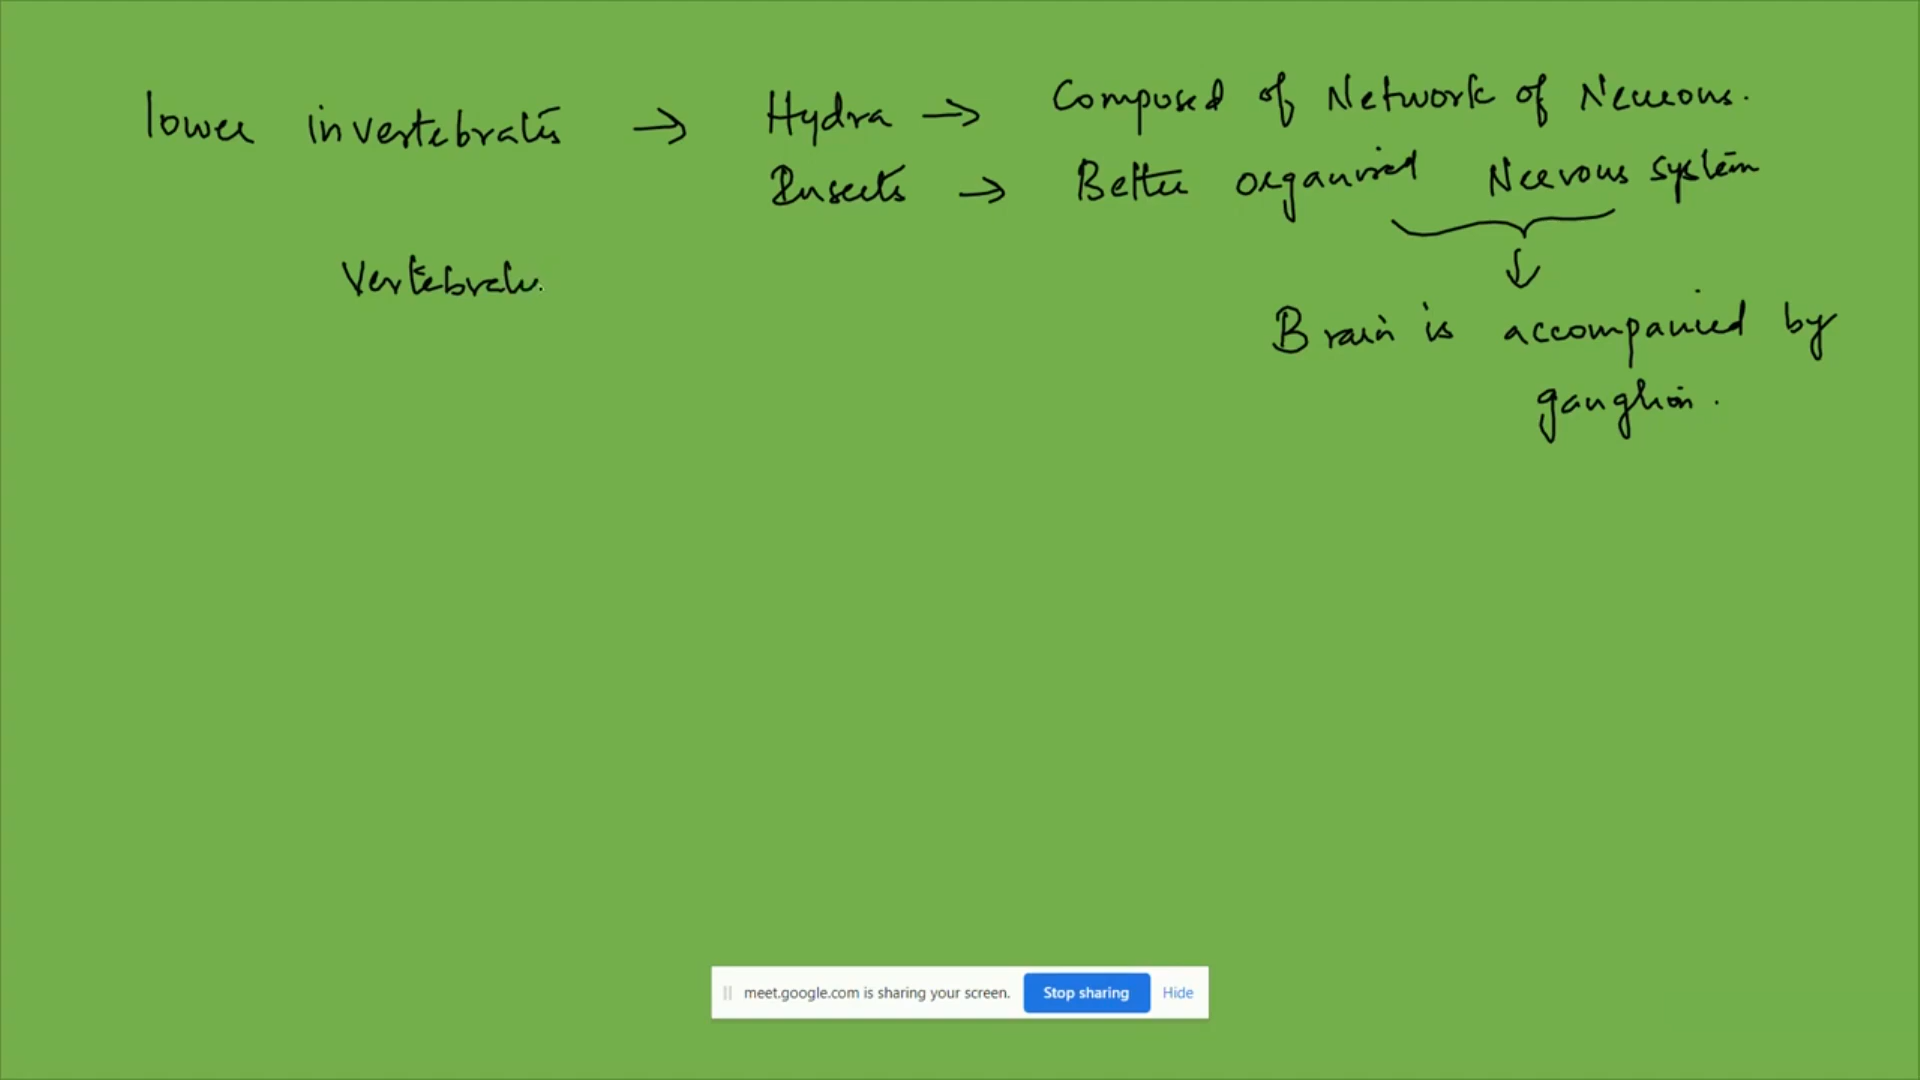 lower invertebrates → Hydra → Composed of Network of Neurons.
Insects → Better organised Nervous system
Vertebrates
Brain is accompanied by
ganglion.
meet.google.com is sharing your screen. Stop sharing Hide